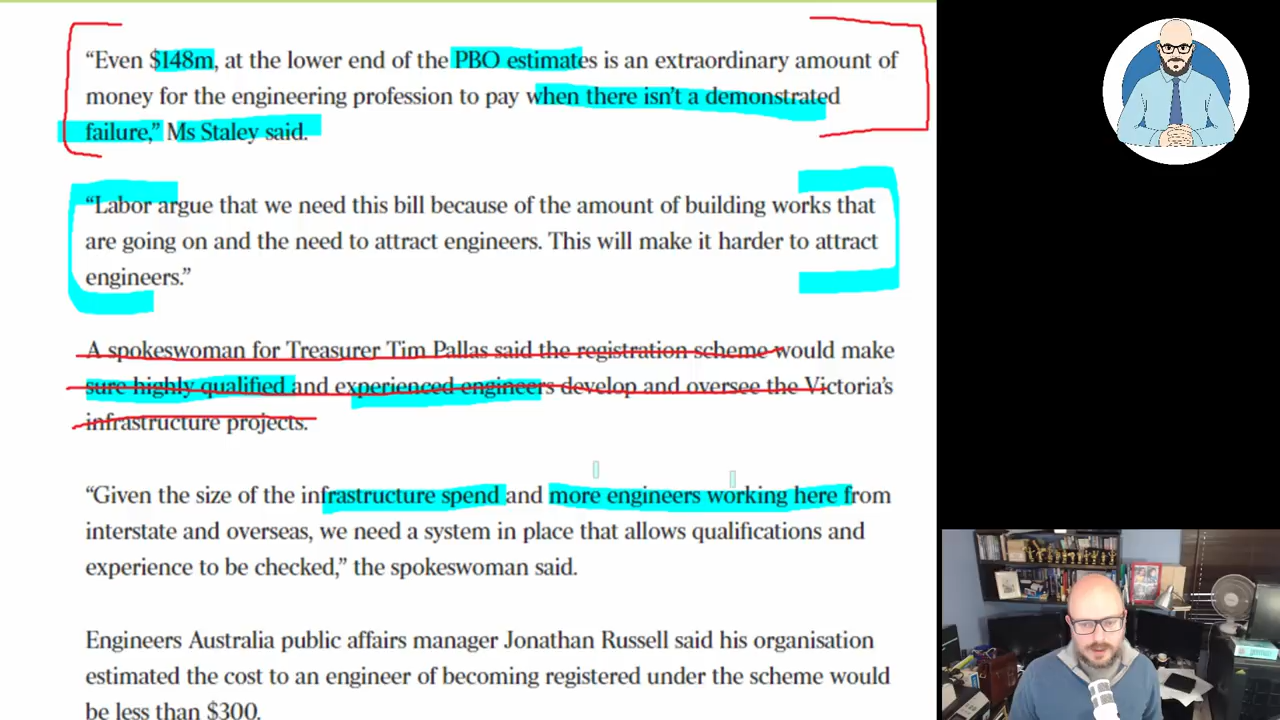 “Even $148m, at the lower end of the PBO estimates is an extraordinary amount of
money for the engineering profession to pay when there isn’t a demonstrated
failure,” Ms Staley said.
“Labor argue that we need this bill because of the amount of building works that
are going on and the need to attract engineers. This will make it harder to attract
engineers.”
A spokeswoman for Treasurer Tim Pallas said the registration scheme would make
sure highly qualified and experienced engineers develop and oversee the Victoria’s
infrastructure projects.
“Given the size of the infrastructure spend and more engineers working here from
interstate and overseas, we need a system in place that allows qualifications and
experience to be checked,” the spokeswoman said.
Engineers Australia public affairs manager Jonathan Russell said his organisation
estimated the cost to an engineer of becoming registered under the scheme would
be less than $300.